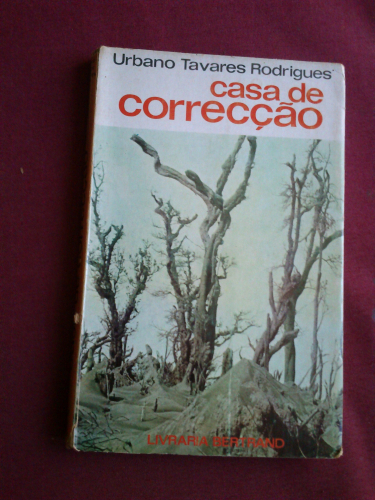 Urbano Tavares Rodrigues
casa de
correcção
LIVRARIA BERTRAND